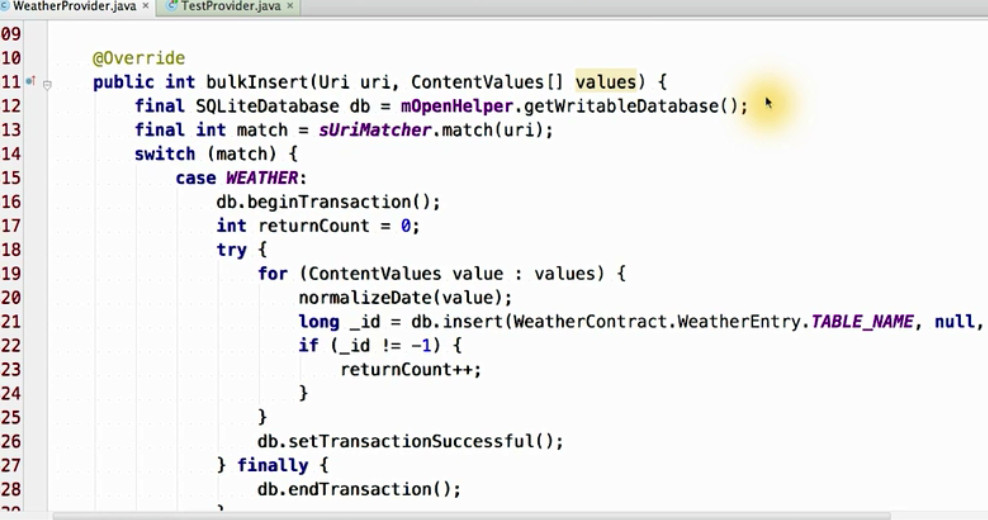 WeatherProvider.java × TestProvider.java ×
09
10 @Override
11 public int bulkInsert(Uri uri, ContentValues[] values) {
12 final SQLiteDatabase db = mOpenHelper.getWritableDatabase();
13 final int match = sUriMatcher.match(uri);
14 switch (match) {
15 case WEATHER:
16 db.beginTransaction();
17 int returnCount = 0;
18 try {
19 for (ContentValues value : values) {
20 normalizeDate(value);
21 long _id = db.insert(WeatherContract.WeatherEntry.TABLE_NAME, null,
22 if (_id != -1) {
23 returnCount++;
24 }
25 }
26 db.setTransactionSuccessful();
27 } finally {
28 db.endTransaction();